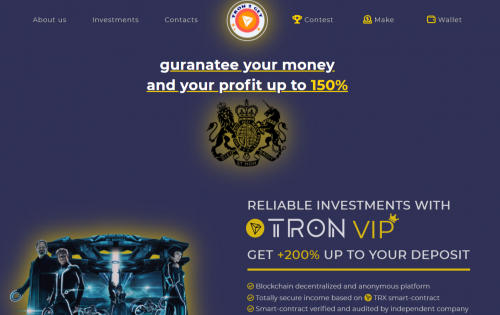 About us
Investments
Contacts
TRON 2 GET
Contest
Make
Wallet
guranatee your money
and your profit up to 150%
RELIABLE INVESTMENTS WITH
TRON VIP
GET +200% UP TO YOUR DEPOSIT
Blockchain decentralized and anonymous platform
Totally secure income based on TRX smart-contract
Smart-contract verified and audited by independent company